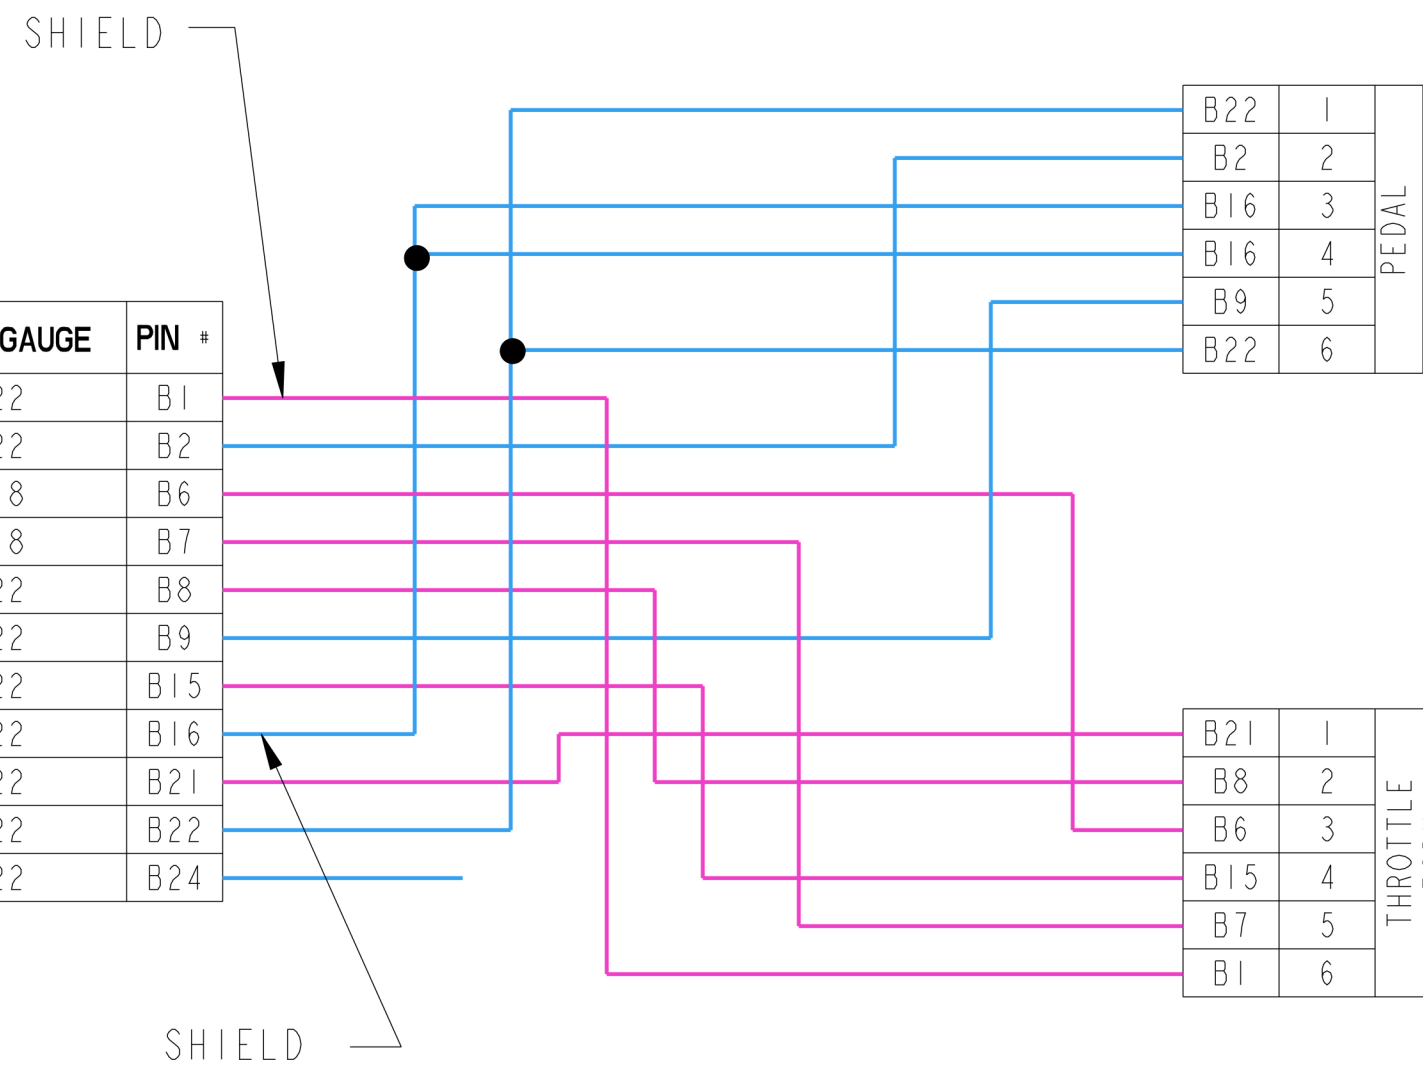 SHIELD
B22 1
B2 2
B16 3
B16 4
B9 5
B22 6
PEDAL
GAUGE PIN #
22 B1
22 B2
8 B6
8 B7
22 B8
22 B9
22 B15
22 B16
22 B21
22 B22
22 B24
B21 1
B8 2
B6 3
B15 4
B7 5
B1 6
THROTTLE
SHIELD